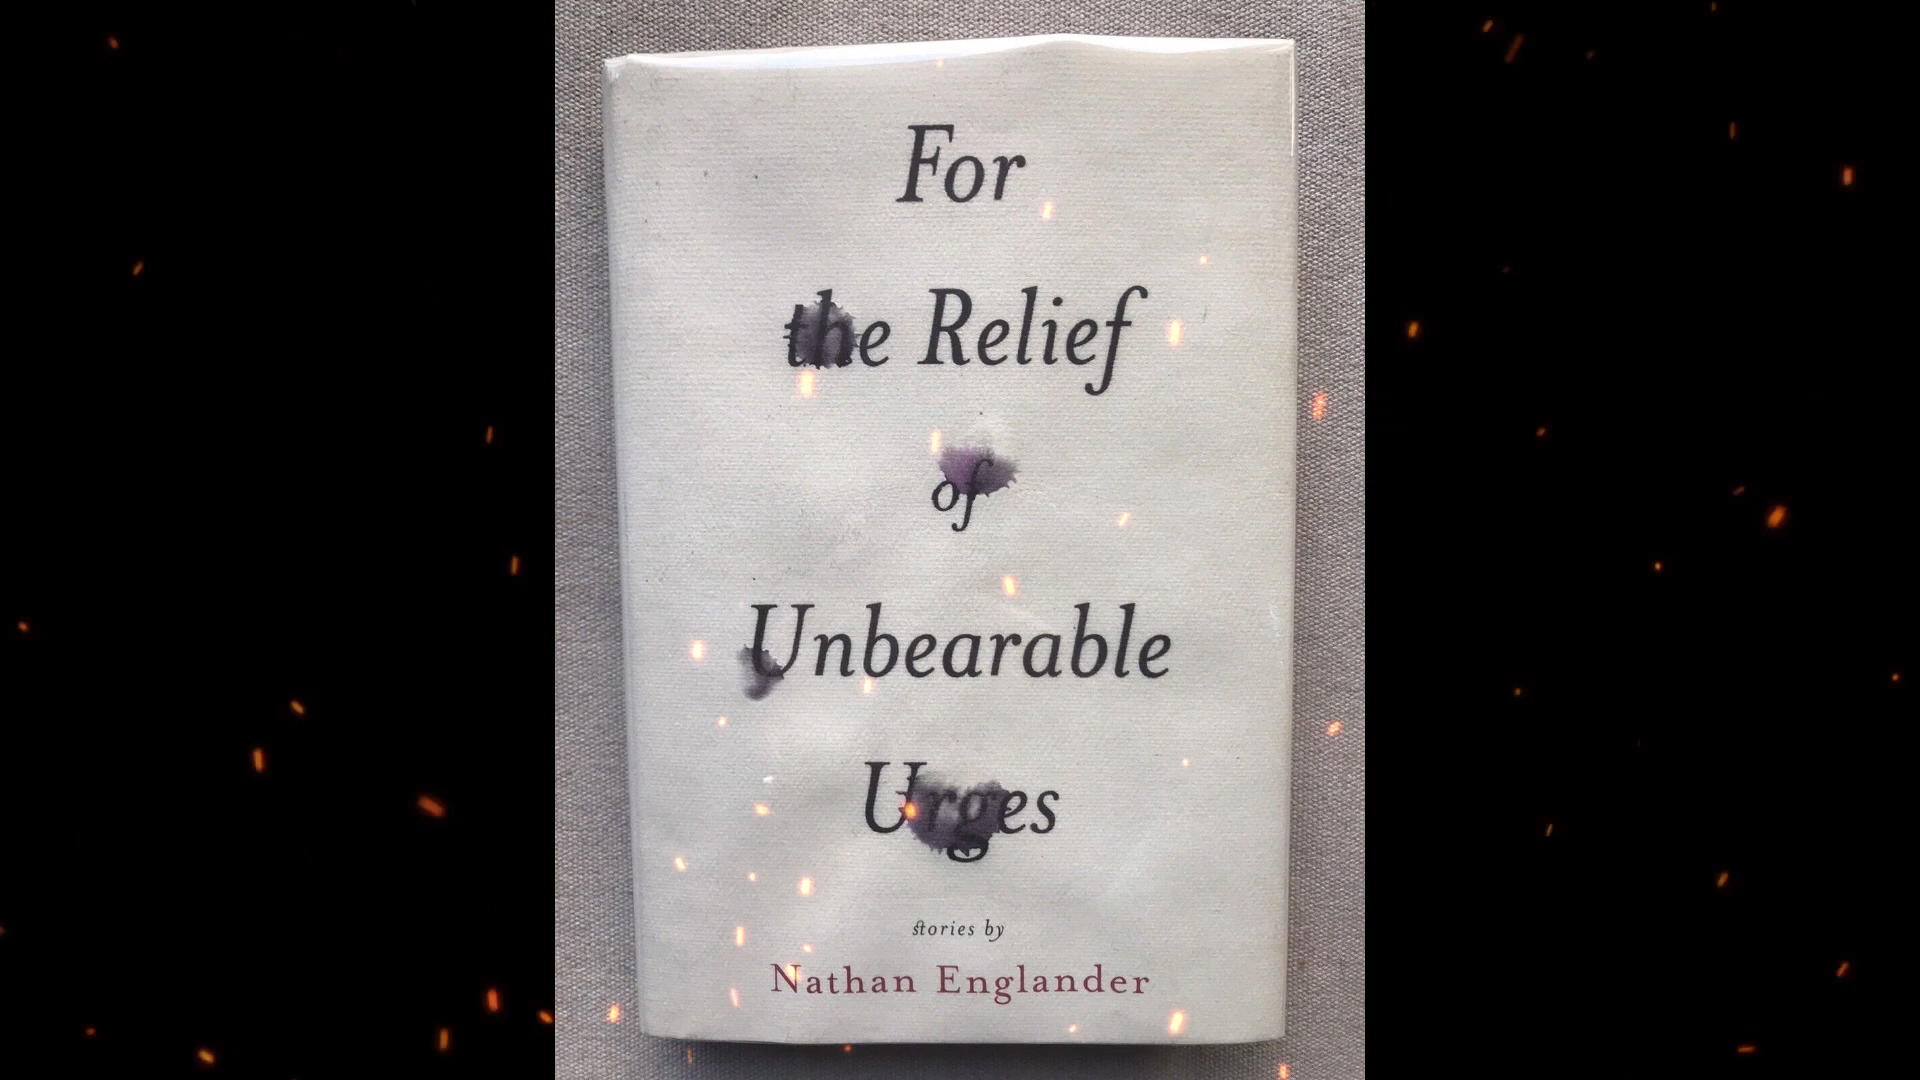 For
the Relief
of
Unbearable
Urges
stories by
Nathan Englander